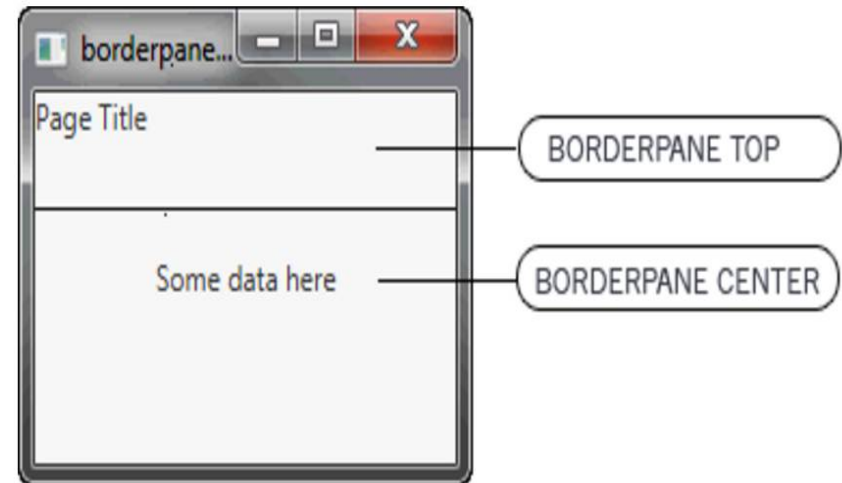 borderpane...
X
Page Title
BORDERPANE TOP
Some data here
BORDERPANE CENTER